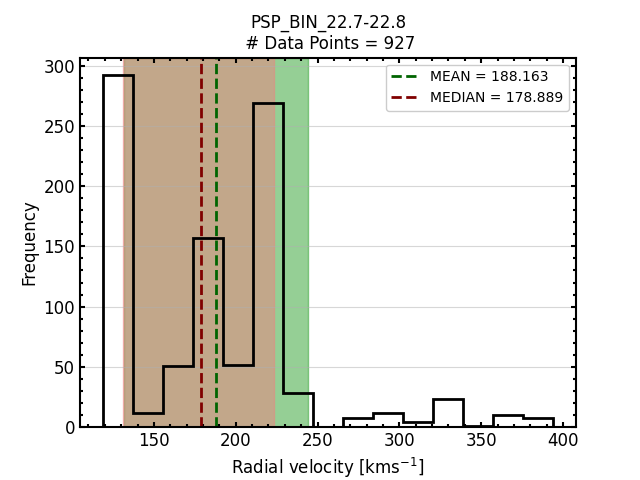 PSP_BIN_22.7-22.8
# Data Points = 927
MEAN = 188.163
MEDIAN = 178.889
300
250
200
150
100
50
0
Frequency
150 200 250 300 350 400
Radial velocity [kms⁻¹]